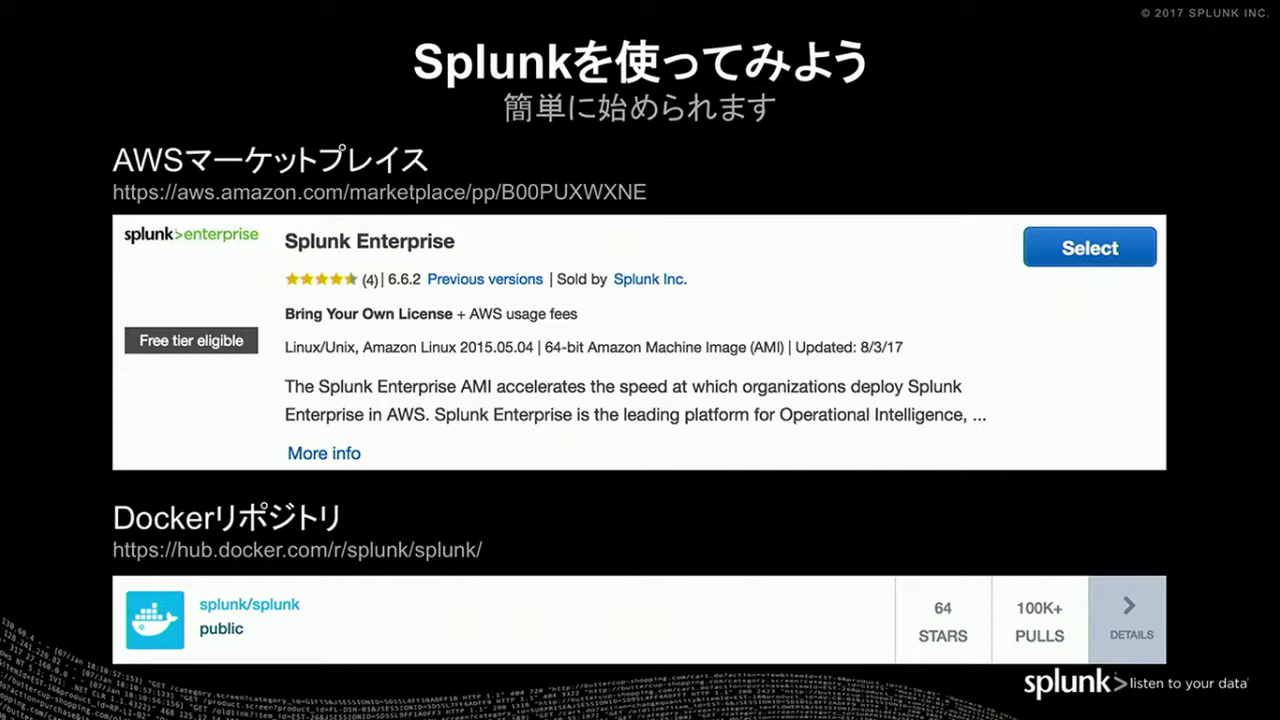 © 2017 SPLUNK INC.
Splunkを使ってみよう
簡単に始められます
AWSマーケットプレイス
https://aws.amazon.com/marketplace/pp/B00PUXWXNE
splunk>enterprise
Splunk Enterprise
Select
(4) | 6.6.2 Previous versions | Sold by Splunk Inc.
Bring Your Own License + AWS usage fees
Free tier eligible
Linux/Unix, Amazon Linux 2015.05.04 | 64-bit Amazon Machine Image (AMI) | Updated: 8/3/17
The Splunk Enterprise AMI accelerates the speed at which organizations deploy Splunk
Enterprise in AWS. Splunk Enterprise is the leading platform for Operational Intelligence, ...
More info
Dockerリポジトリ
https://hub.docker.com/r/splunk/splunk/
splunk/splunk
public
64
STARS
100K+
PULLS
DETAILS
splunk> listen to your data